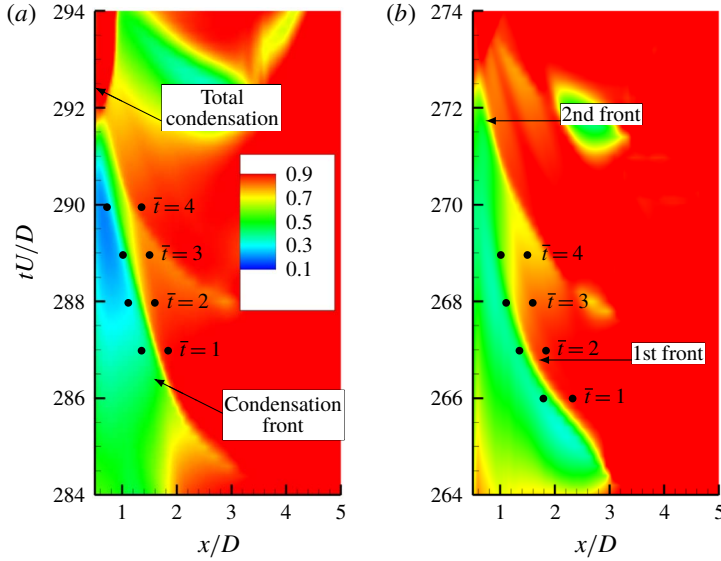 (a)
294
292
290
288
286
284
tU/D
Total
condensation
0.9
0.7
0.5
0.3
0.1
t̄ = 4
t̄ = 3
t̄ = 2
t̄ = 1
Condensation
front
1
2
3
4
5
x/D
(b)
274
272
270
268
266
264
2nd front
t̄ = 4
t̄ = 3
t̄ = 2
1st front
t̄ = 1
1
2
3
4
5
x/D